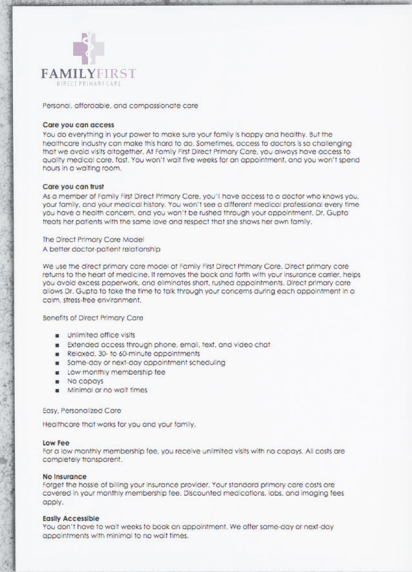 FAMILYFIRST
DIRECT PRIMARY CARE
Personal, affordable, and compassionate care
Care you can access
You do everything in your power to make sure your family is happy and healthy. But the
healthcare industry can make this hard to do. Sometimes, access to doctors is so challenging
that we avoid visits altogether. At Family First Direct Primary Care, you always have access to
quality medical care, fast. You won't wait five weeks for an appointment, and you won't spend
hours in a waiting room.
Care you can trust
As a member of Family First Direct Primary Care, you'll have access to a doctor who knows you,
your family, and your medical history. You won't see a different medical professional every time
you have a health concern, and you won't be rushed through your appointment. Dr. Gupta
treats her patients with the same love and respect that she shows her own family.
The Direct Primary Care Model
A better doctor-patient relationship
We use the direct primary care model at Family First Direct Primary Care. Direct primary care
returns to the heart of medicine. It removes the back and forth with your insurance carrier, helps
you avoid excess paperwork, and eliminates short, rushed appointments. Direct primary care
allows Dr. Gupta to take the time to talk through your concerns during each appointment in a
calm, stress-free environment.
Benefits of Direct Primary Care
■ Unlimited office visits
■ Extended access through phone, email, text, and video chat
■ Relaxed, 30- to 60-minute appointments
■ Same-day or next-day appointment scheduling
■ Low monthly membership fee
■ No copays
■ Minimal or no wait times
Easy, Personalized Care
Healthcare that works for you and your family.
Low Fee
For a low monthly membership fee, you receive unlimited visits with no copays. All costs are
completely transparent.
No Insurance
Forget the hassle of billing your insurance provider. Your standard primary care costs are
covered in your monthly membership fee. Discounted medications, labs, and imaging fees
apply.
Easily Accessible
You don't have to wait weeks to book an appointment. We offer same-day or next-day
appointments with minimal to no wait times.